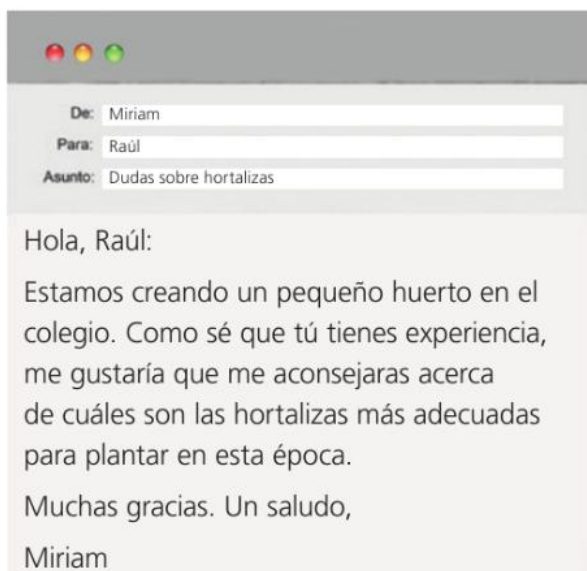 De: Miriam
Para: Raúl
Asunto: Dudas sobre hortalizas
Hola, Raúl:
Estamos creando un pequeño huerto en el
colegio. Como sé que tú tienes experiencia,
me gustaría que me aconsejaras acerca
de cuáles son las hortalizas más adecuadas
para plantar en esta época.
Muchas gracias. Un saludo,
Miriam